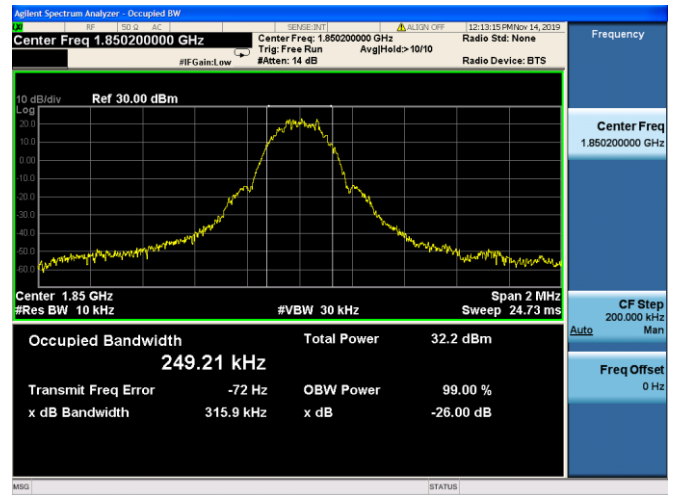 Agilent Spectrum Analyzer - Occupied BW
RF 50 Ω AC SENSE:INT ALIGN OFF 12:13:15 PM Nov 14, 2019
Center Freq 1.850200000 GHz Center Freq: 1.850200000 GHz Radio Std: None
Trig: Free Run Avg|Hold:> 10/10
#IFGain:Low #Atten: 14 dB Radio Device: BTS
Frequency
10 dB/div Ref 30.00 dBm
Log
20.0
10.0
0.00
-10.0
-20.0
-30.0
-40.0
-50.0
-60.0
Center Freq
1.850200000 GHz
Center 1.85 GHz Span 2 MHz
#Res BW 10 kHz #VBW 30 kHz Sweep 24.73 ms
CF Step
200.000 kHz
Auto Man
Occupied Bandwidth Total Power 32.2 dBm
249.21 kHz
Transmit Freq Error -72 Hz OBW Power 99.00 %
x dB Bandwidth 315.9 kHz x dB -26.00 dB
Freq Offset
0 Hz
MSG STATUS